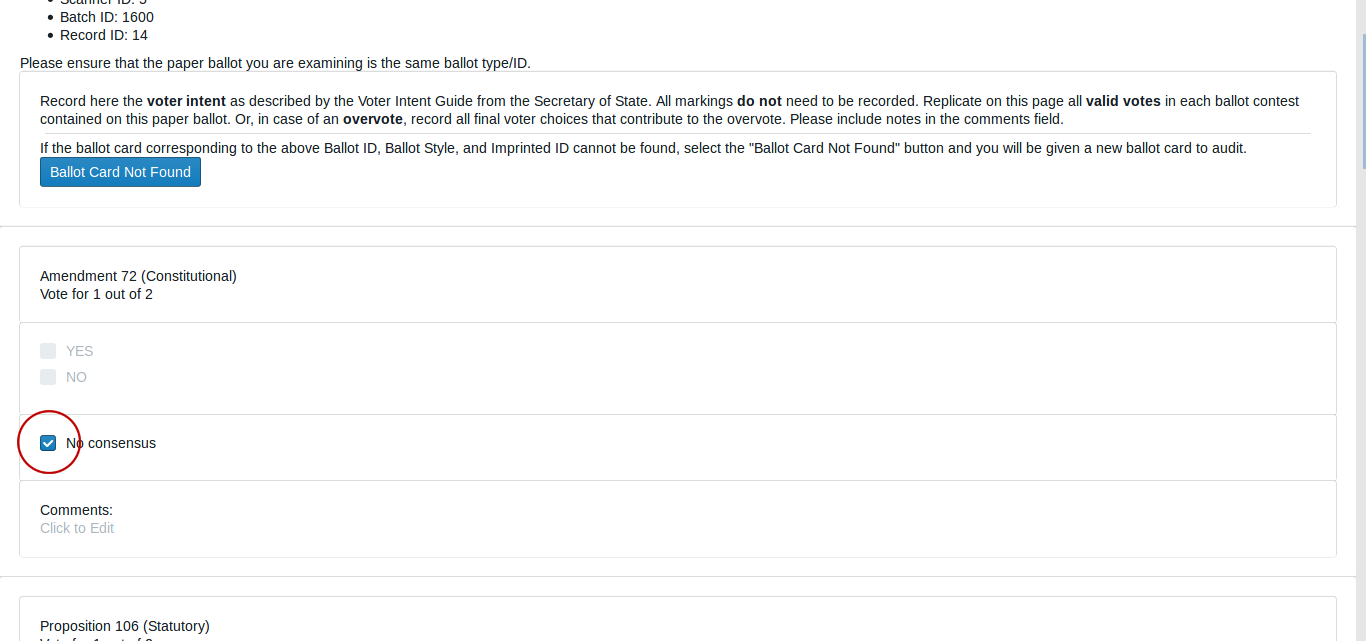 Scanner ID: 5
Batch ID: 1600
Record ID: 14
Please ensure that the paper ballot you are examining is the same ballot type/ID.
Record here the voter intent as described by the Voter Intent Guide from the Secretary of State. All markings do not need to be recorded. Replicate on this page all valid votes in each ballot contest
contained on this paper ballot. Or, in case of an overvote, record all final voter choices that contribute to the overvote. Please include notes in the comments field.
If the ballot card corresponding to the above Ballot ID, Ballot Style, and Imprinted ID cannot be found, select the "Ballot Card Not Found" button and you will be given a new ballot card to audit.
Ballot Card Not Found
Amendment 72 (Constitutional)
Vote for 1 out of 2
YES
NO
No consensus
Comments:
Click to Edit
Proposition 106 (Statutory)
Vote for 1 out of 2